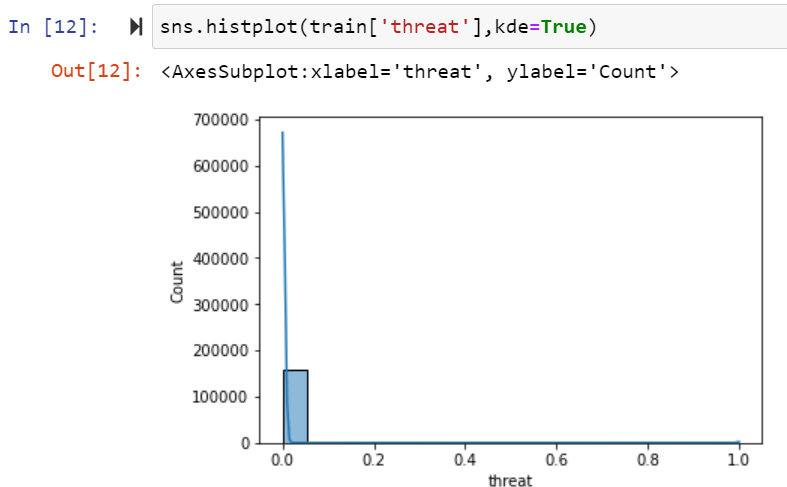 In [12]: sns.histplot(train['threat'],kde=True)
Out[12]: <AxesSubplot:xlabel='threat', ylabel='Count'>
700000
600000
500000
400000
300000
200000
100000
0
Count
0.0 0.2 0.4 0.6 0.8 1.0
threat